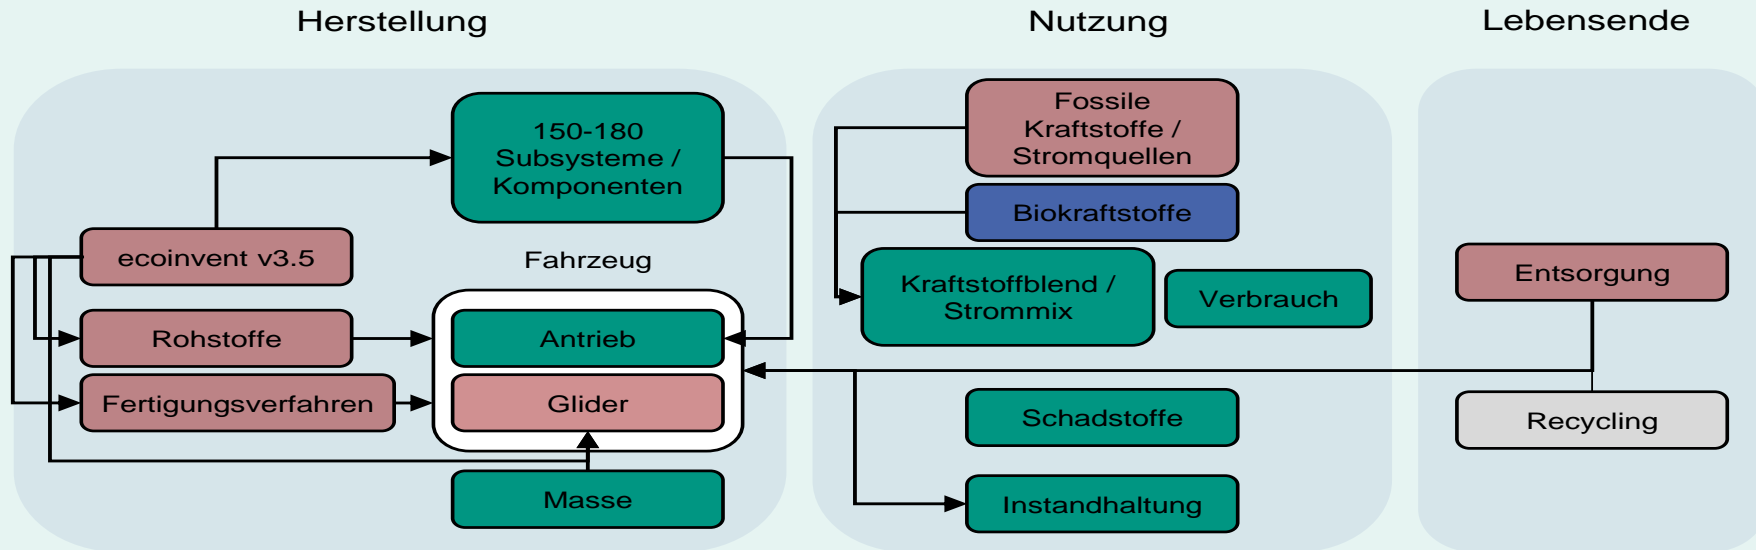 Herstellung
Nutzung
Lebensende
150-180
Subsysteme /
Komponenten
ecoinvent v3.5
Fahrzeug
Rohstoffe
Antrieb
Fertigungsverfahren
Glider
Masse
Fossile
Kraftstoffe /
Stromquellen
Biokraftstoffe
Kraftstoffblend /
Strommix
Verbrauch
Schadstoffe
Instandhaltung
Entsorgung
Recycling